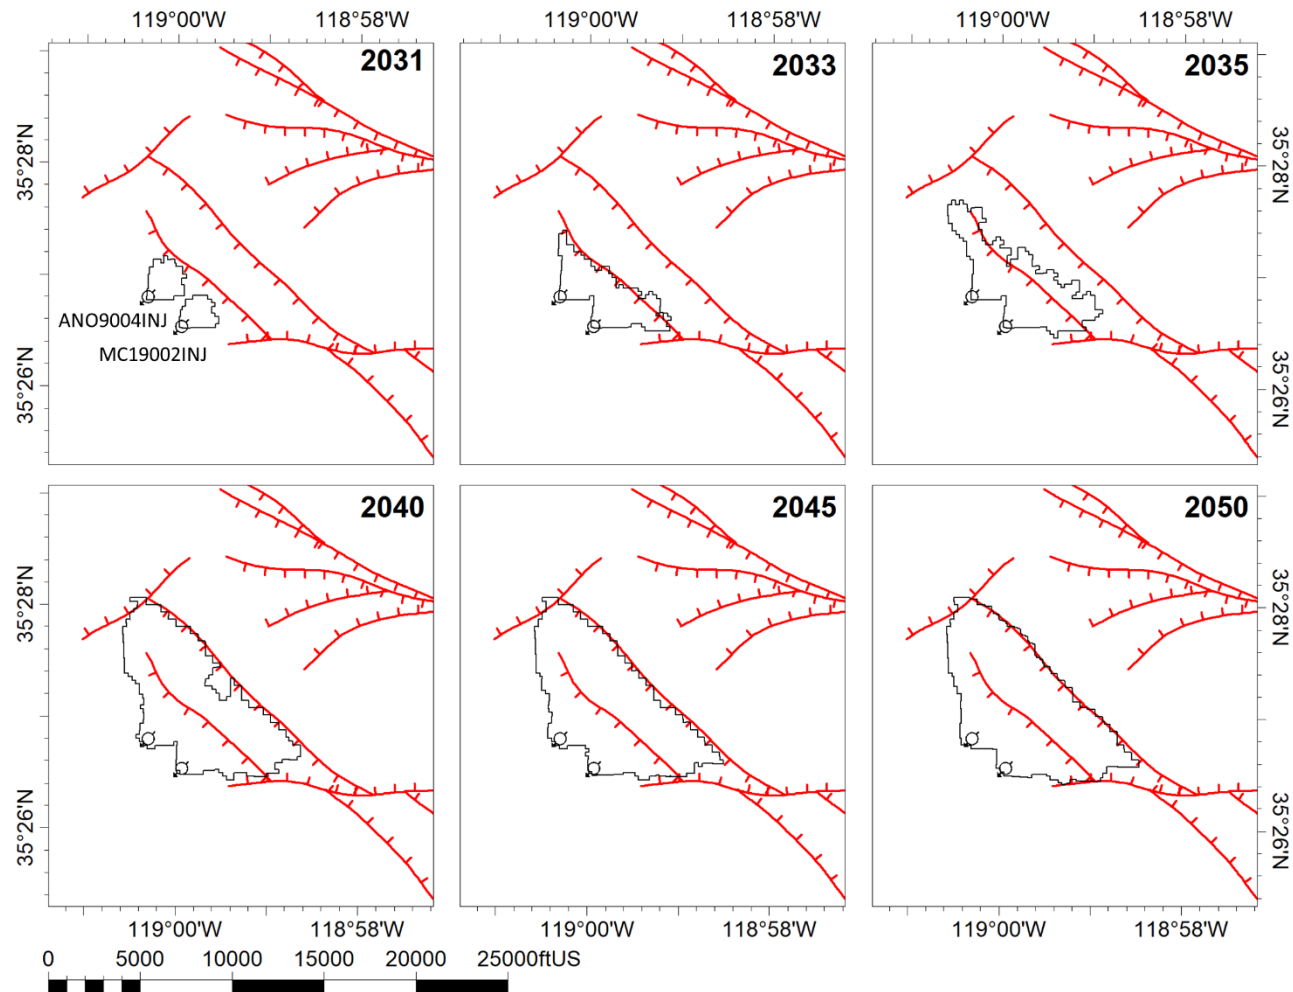 119°00'W 118°58'W 119°00'W 118°58'W 119°00'W 118°58'W
2031 2033 2035
35°28'N 35°28'N
ANO9004INJ
MC19002INJ
35°26'N 35°26'N
2040 2045 2050
35°28'N 35°28'N
35°26'N 35°26'N
119°00'W 118°58'W 119°00'W 118°58'W 119°00'W 118°58'W
0 5000 10000 15000 20000 25000ftUS